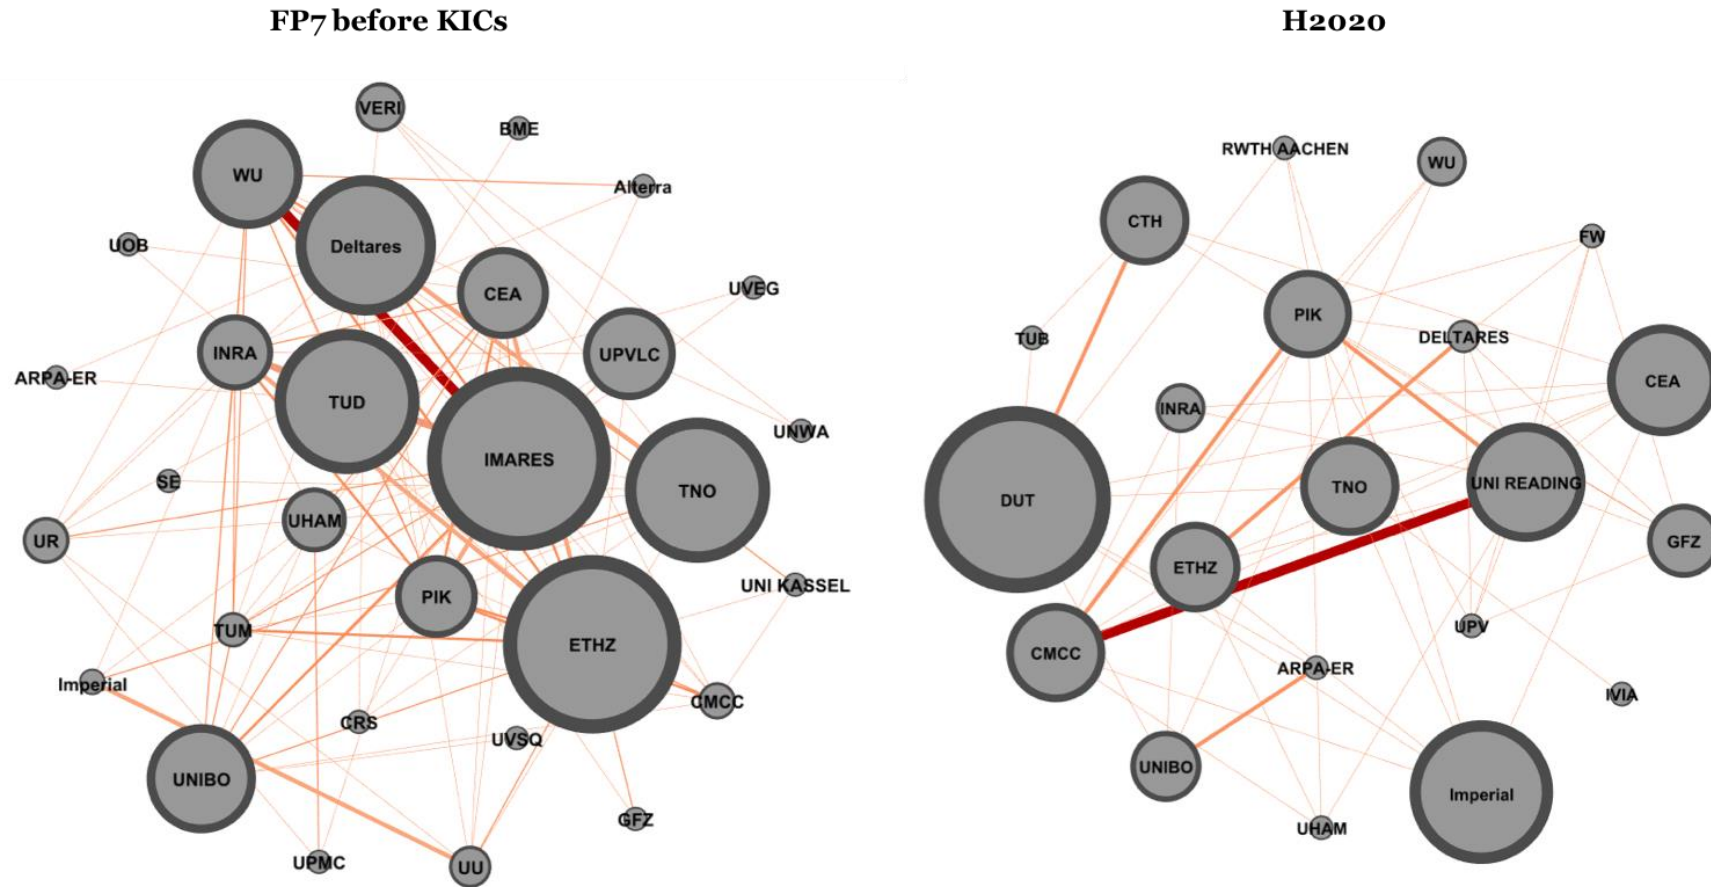 FP7 before KICs
VERI
BME
WU
Alterra
Deltares
UOB
CEA
UVEG
INRA
UPVLC
ARPA-ER
TUD
UNWA
IMARES
SE
TNO
UHAM
UR
UNI KASSEL
PIK
TUM
ETHZ
Imperial
CMCC
CRS
UVSQ
UNIBO
GFZ
UPMC
UU
H2020
RWTH AACHEN
WU
CTH
FW
PIK
TUB
DELTARES
CEA
INRA
UNI READING
TNO
DUT
GFZ
ETHZ
UPV
CMCC
ARPA-ER
IVIA
UNIBO
Imperial
UHAM